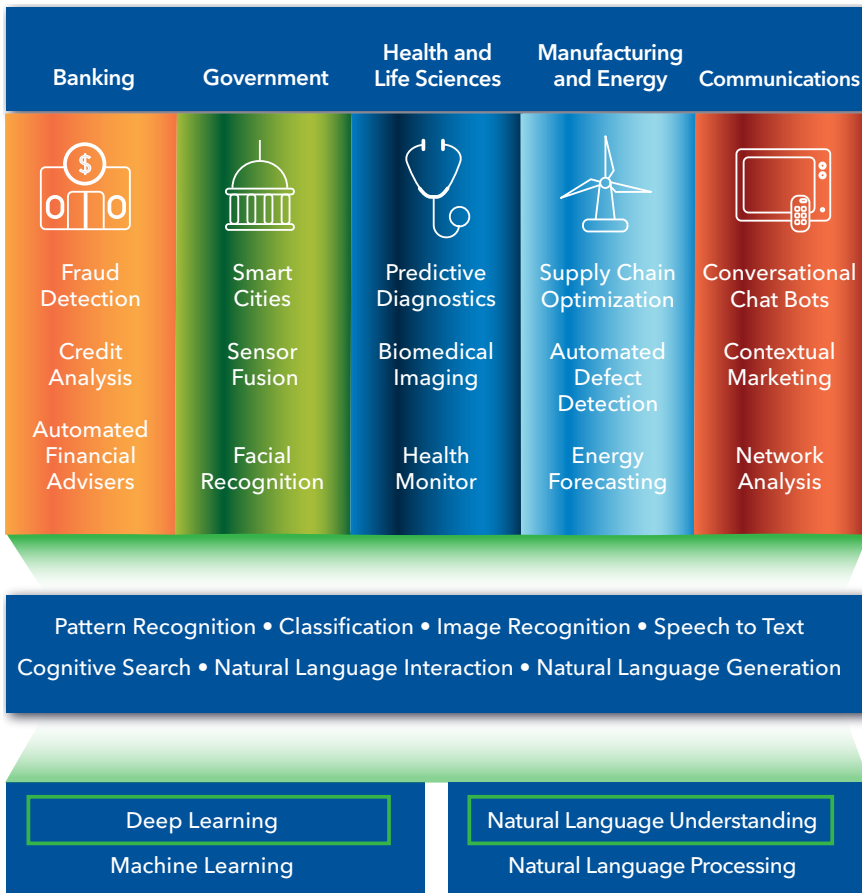 Banking
Government
Health and
Life Sciences
Manufacturing
and Energy
Communications
$
Fraud
Detection
Credit
Analysis
Automated
Financial
Advisers
Smart
Cities
Sensor
Fusion
Facial
Recognition
Predictive
Diagnostics
Biomedical
Imaging
Health
Monitor
Supply Chain
Optimization
Automated
Defect
Detection
Energy
Forecasting
Conversational
Chat Bots
Contextual
Marketing
Network
Analysis
Pattern Recognition • Classification • Image Recognition • Speech to Text
Cognitive Search • Natural Language Interaction • Natural Language Generation
Deep Learning
Machine Learning
Natural Language Understanding
Natural Language Processing